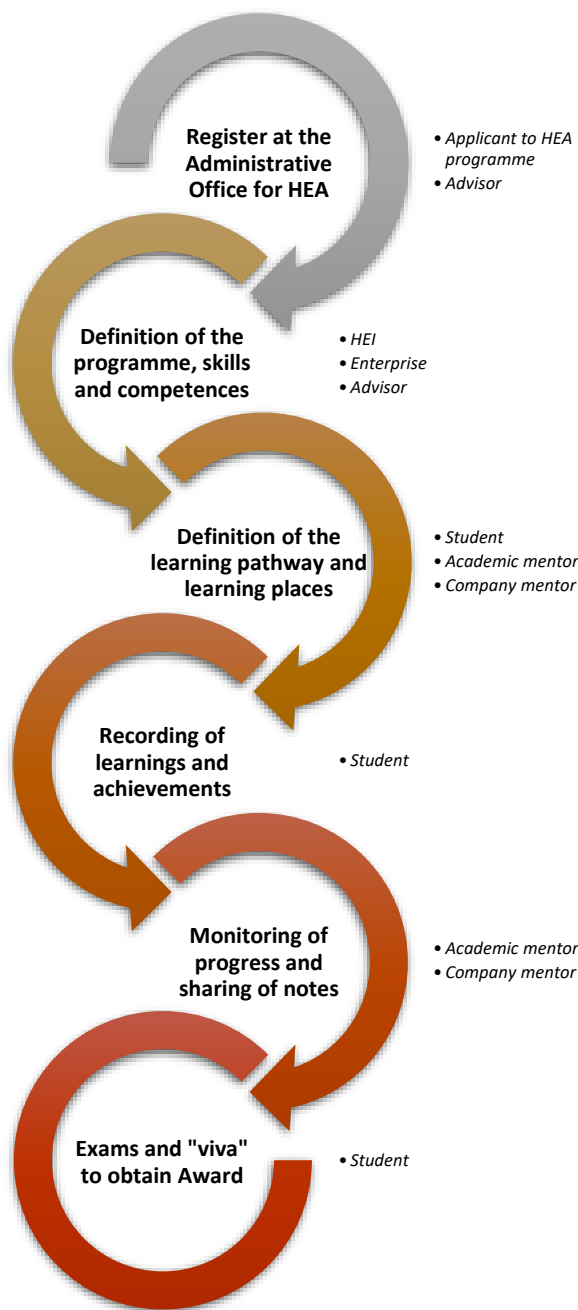 Register at the
Administrative
Office for HEA
• Applicant to HEA
programme
• Advisor
Definition of the
programme, skills
and competences
• HEI
• Enterprise
• Advisor
Definition of the
learning pathway and
learning places
• Student
• Academic mentor
• Company mentor
Recording of
learnings and
achievements
• Student
Monitoring of
progress and
sharing of notes
• Academic mentor
• Company mentor
Exams and "viva"
to obtain Award
• Student